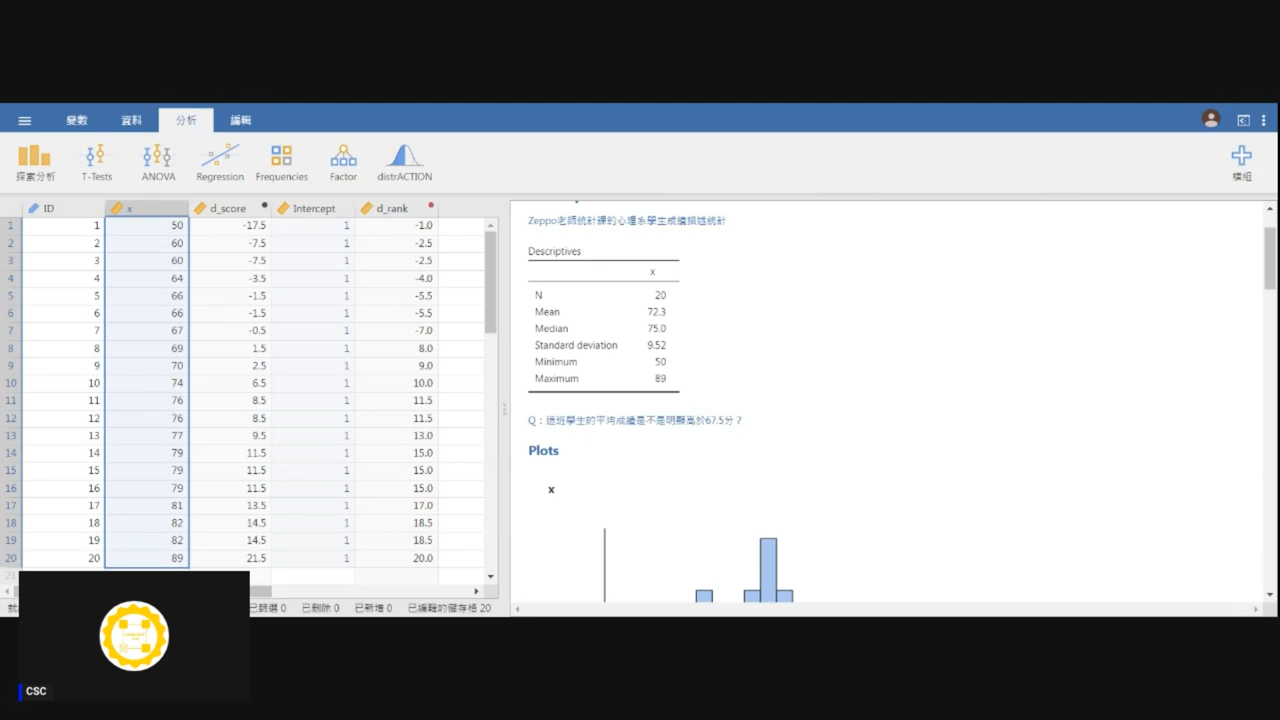 變數 資料 分析 編輯
探索分析 T-Tests ANOVA Regression Frequencies Factor distrACTION 模組
ID x d_score Intercept d_rank
1 1 50 -17.5 1 -1.0
2 2 60 -7.5 1 -2.5
3 3 60 -7.5 1 -2.5
4 4 64 -3.5 1 -4.0
5 5 66 -1.5 1 -5.5
6 6 66 -1.5 1 -5.5
7 7 67 -0.5 1 -7.0
8 8 69 1.5 1 8.0
9 9 70 2.5 1 9.0
10 10 74 6.5 1 10.0
11 11 76 8.5 1 11.5
12 12 76 8.5 1 11.5
13 13 77 9.5 1 13.0
14 14 79 11.5 1 15.0
15 15 79 11.5 1 15.0
16 16 79 11.5 1 15.0
17 17 81 13.5 1 17.0
18 18 82 14.5 1 18.5
19 19 82 14.5 1 18.5
20 20 89 21.5 1 20.0
21
已篩選 0 已刪除 0 已新增 0 已編輯的儲存格 20
CSC
Zeppo老師統計課的心理系學生成績描述統計
Descriptives
x
N 20
Mean 72.3
Median 75.0
Standard deviation 9.52
Minimum 50
Maximum 89
Q：這班學生的平均成績是不是明顯高於67.5分？
Plots
x